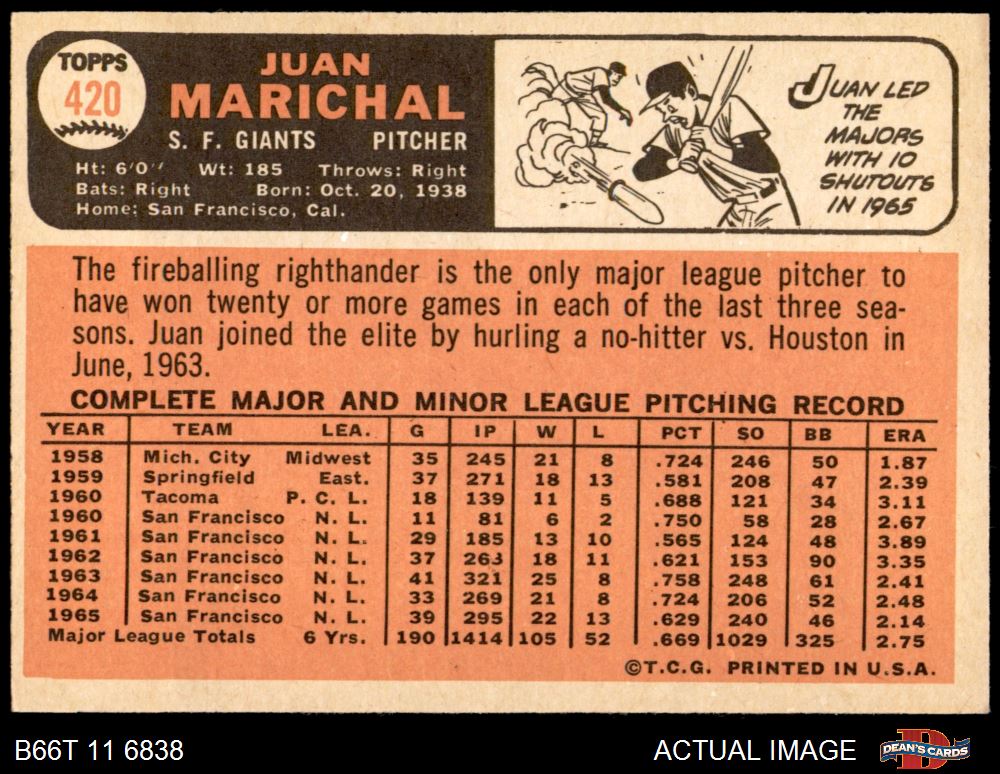 TOPPS
420
JUAN
MARICHAL
S. F. GIANTS PITCHER
Ht: 6'0" Wt: 185 Throws: Right
Bats: Right Born: Oct. 20, 1938
Home: San Francisco, Cal.
JUAN LED
THE
MAJORS
WITH 10
SHUTOUTS
IN 1965
The fireballing righthander is the only major league pitcher to
have won twenty or more games in each of the last three sea-
sons. Juan joined the elite by hurling a no-hitter vs. Houston in
June, 1963.
COMPLETE MAJOR AND MINOR LEAGUE PITCHING RECORD
YEAR TEAM LEA. G IP W L PCT SO BB ERA
1958 Mich. City Midwest 35 245 21 8 .724 246 50 1.87
1959 Springfield East. 37 271 18 13 .581 208 47 2.39
1960 Tacoma P. C. L. 18 139 11 5 .688 121 34 3.11
1960 San Francisco N. L. 11 81 6 2 .750 58 28 2.67
1961 San Francisco N. L. 29 185 13 10 .565 124 48 3.89
1962 San Francisco N. L. 37 263 18 11 .621 153 90 3.35
1963 San Francisco N. L. 41 321 25 8 .758 248 61 2.41
1964 San Francisco N. L. 33 269 21 8 .724 206 52 2.48
1965 San Francisco N. L. 39 295 22 13 .629 240 46 2.14
Major League Totals 6 Yrs. 190 1414 105 52 .669 1029 325 2.75
©T.C.G. PRINTED IN U.S.A.
B66T 11 6838 ACTUAL IMAGE DEAN'S CARDS